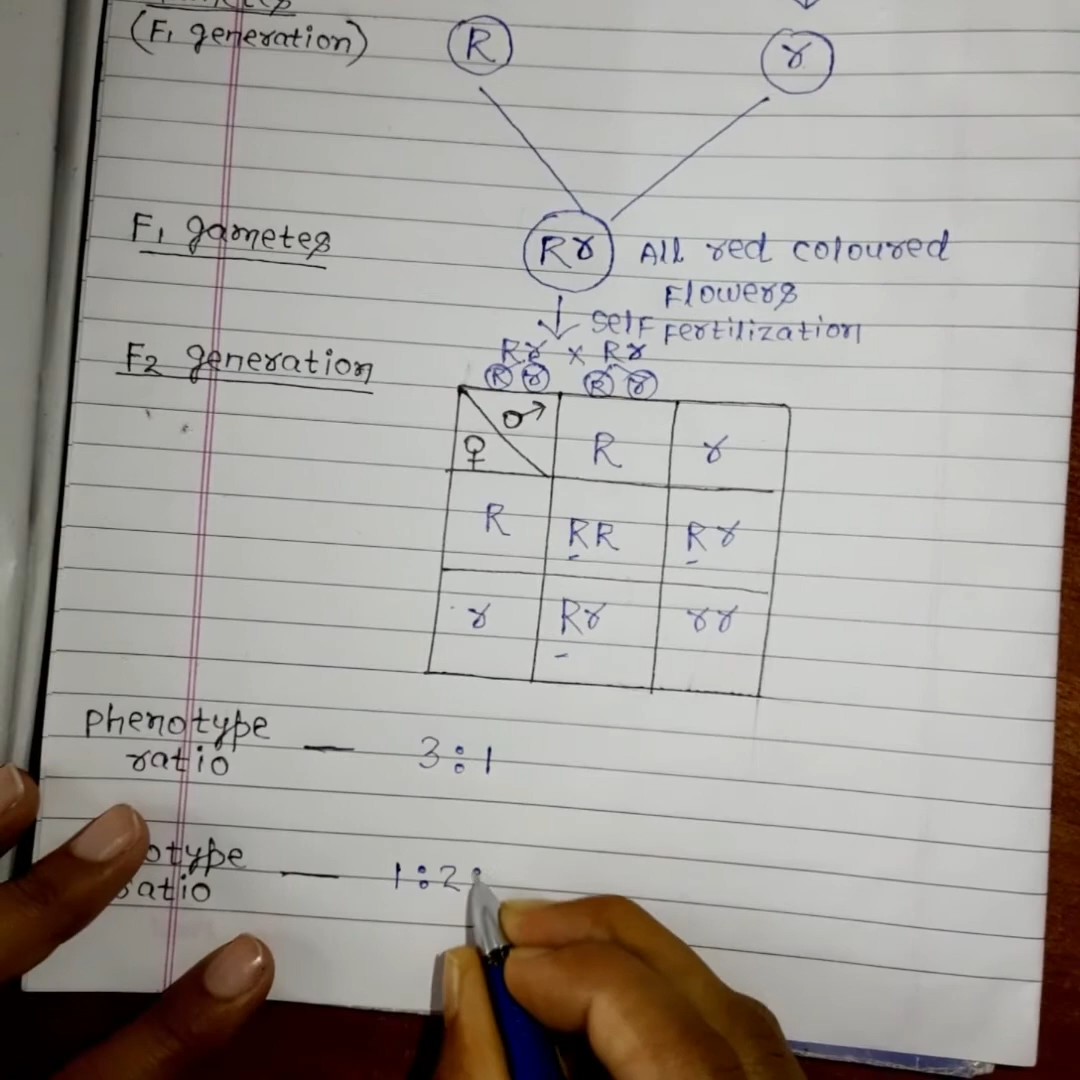 (F1 generation)
R r
F1 gametes
Rr All red coloured
Flowers
self Fertilization
F2 generation
Rr × Rr
R r R r
♀ ♂ R r
R RR Rr
r Rr rr
phenotype
ratio — 3:1
otype
ratio — 1:2: